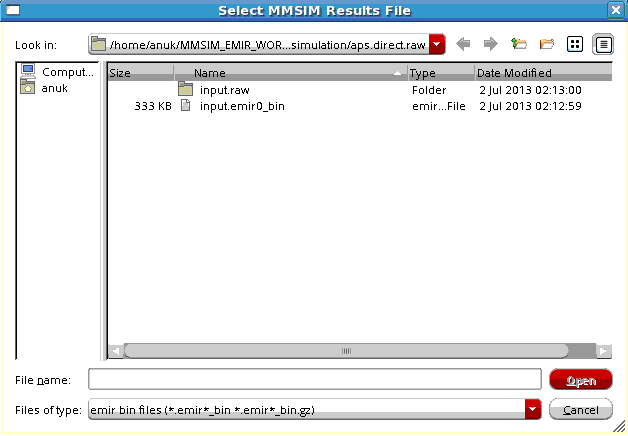 Select MMSIM Results File
Look in: /home/anuk/MMSIM_EMIR_WOR...simulation/aps.direct.raw
Comput...
anuk
Size Name Type Date Modified
input.raw Folder 2 Jul 2013 02:13:00
333 KB input.emir0_bin emir...File 2 Jul 2013 02:12:59
File name: Open
Files of type: emir bin files (*.emir*_bin *.emir*_bin.gz) Cancel